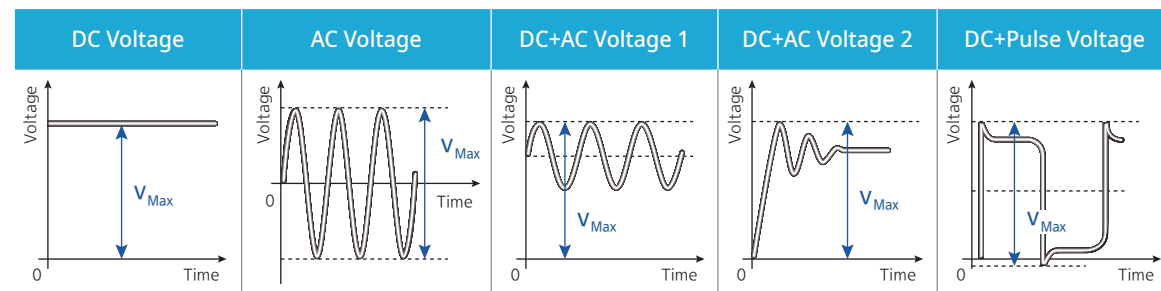 DC Voltage
AC Voltage
DC+AC Voltage 1
DC+AC Voltage 2
DC+Pulse Voltage
Voltage
VMax
0
Time
Voltage
VMax
0
Time
Voltage
VMax
0
Time
Voltage
VMax
0
Time
Voltage
VMax
0
Time